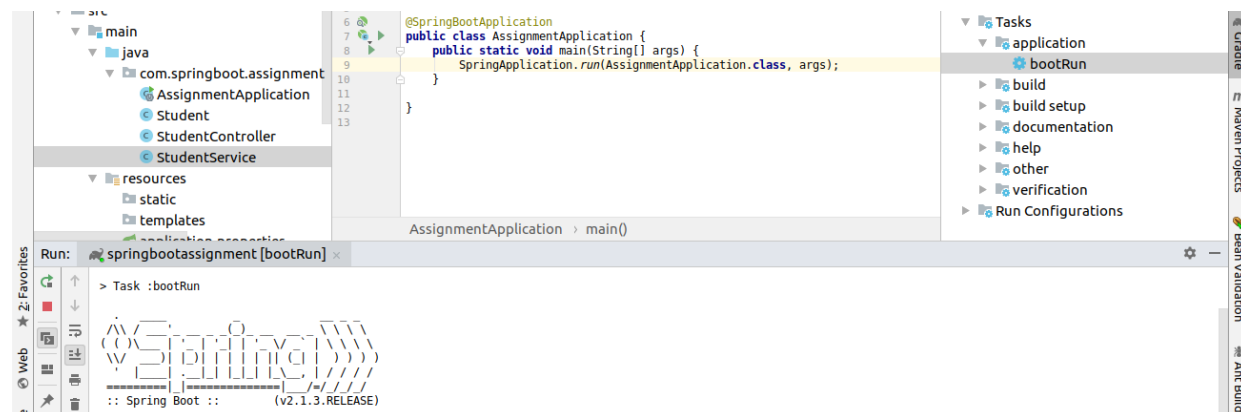 src
main
java
com.springboot.assignment
AssignmentApplication
Student
StudentController
StudentService
resources
static
templates
application.properties
6 @SpringBootApplication
7 public class AssignmentApplication {
8 public static void main(String[] args) {
9 SpringApplication.run(AssignmentApplication.class, args);
10 }
11
12 }
13
AssignmentApplication › main()
Tasks
application
bootRun
build
build setup
documentation
help
other
verification
Run Configurations
Gradle
Maven Projects
Bean Validation
Ant Build
2: Favorites
Web
Run: springbootassignment [bootRun] ×
> Task :bootRun
Spring
:: Spring Boot :: (v2.1.3.RELEASE)